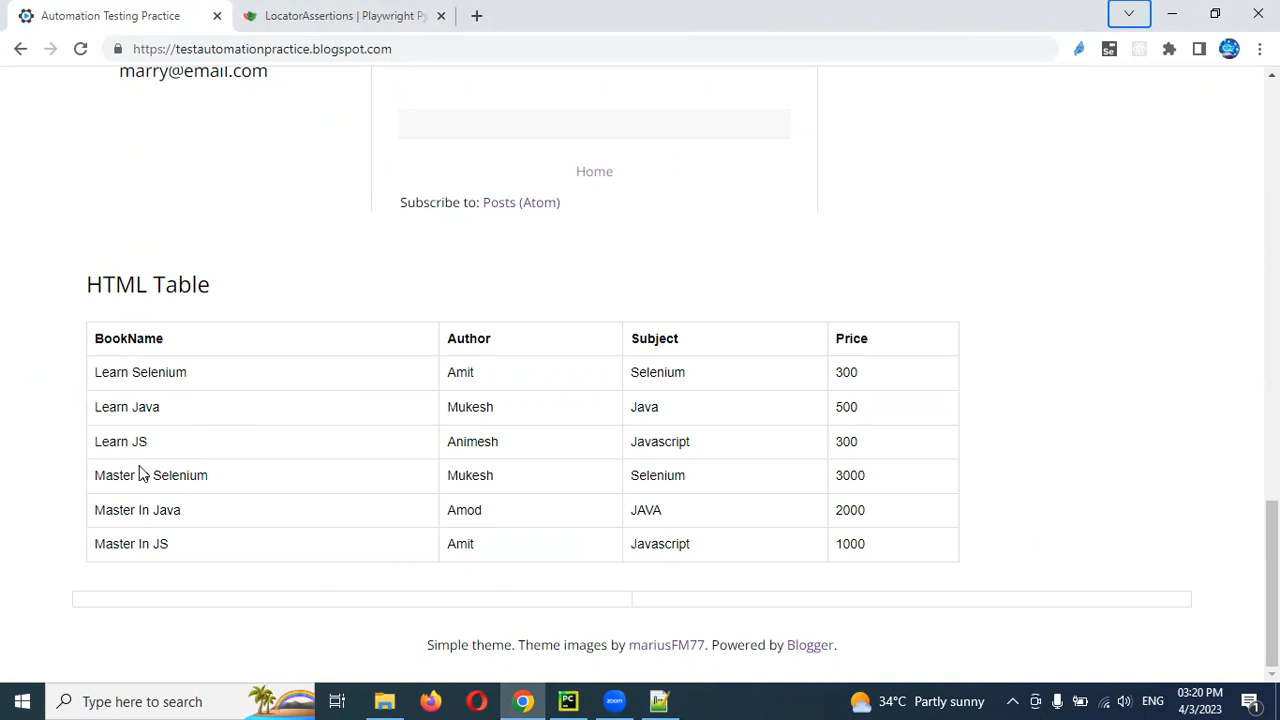 Automation Testing Practice
LocatorAssertions | Playwright Py
https://testautomationpractice.blogspot.com
marry@email.com
Home
Subscribe to: Posts (Atom)
HTML Table
BookName Author Subject Price
Learn Selenium Amit Selenium 300
Learn Java Mukesh Java 500
Learn JS Animesh Javascript 300
Master Selenium Mukesh Selenium 3000
Master In Java Amod JAVA 2000
Master In JS Amit Javascript 1000
Simple theme. Theme images by mariusFM77. Powered by Blogger.
Type here to search
PC
zoom
34°C Partly sunny
ENG
03:20 PM
4/3/2023
1